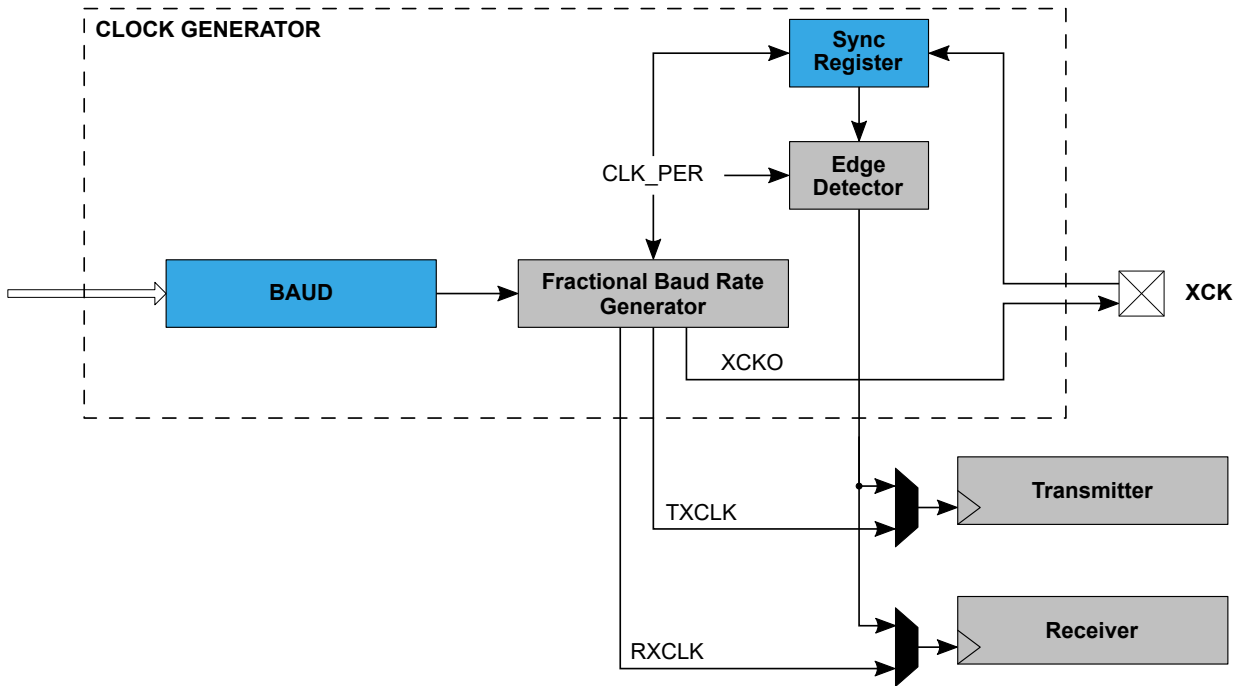 CLOCK GENERATOR
Sync
Register
CLK_PER
Edge
Detector
BAUD
Fractional Baud Rate
Generator
XCK
XCKO
Transmitter
TXCLK
Receiver
RXCLK